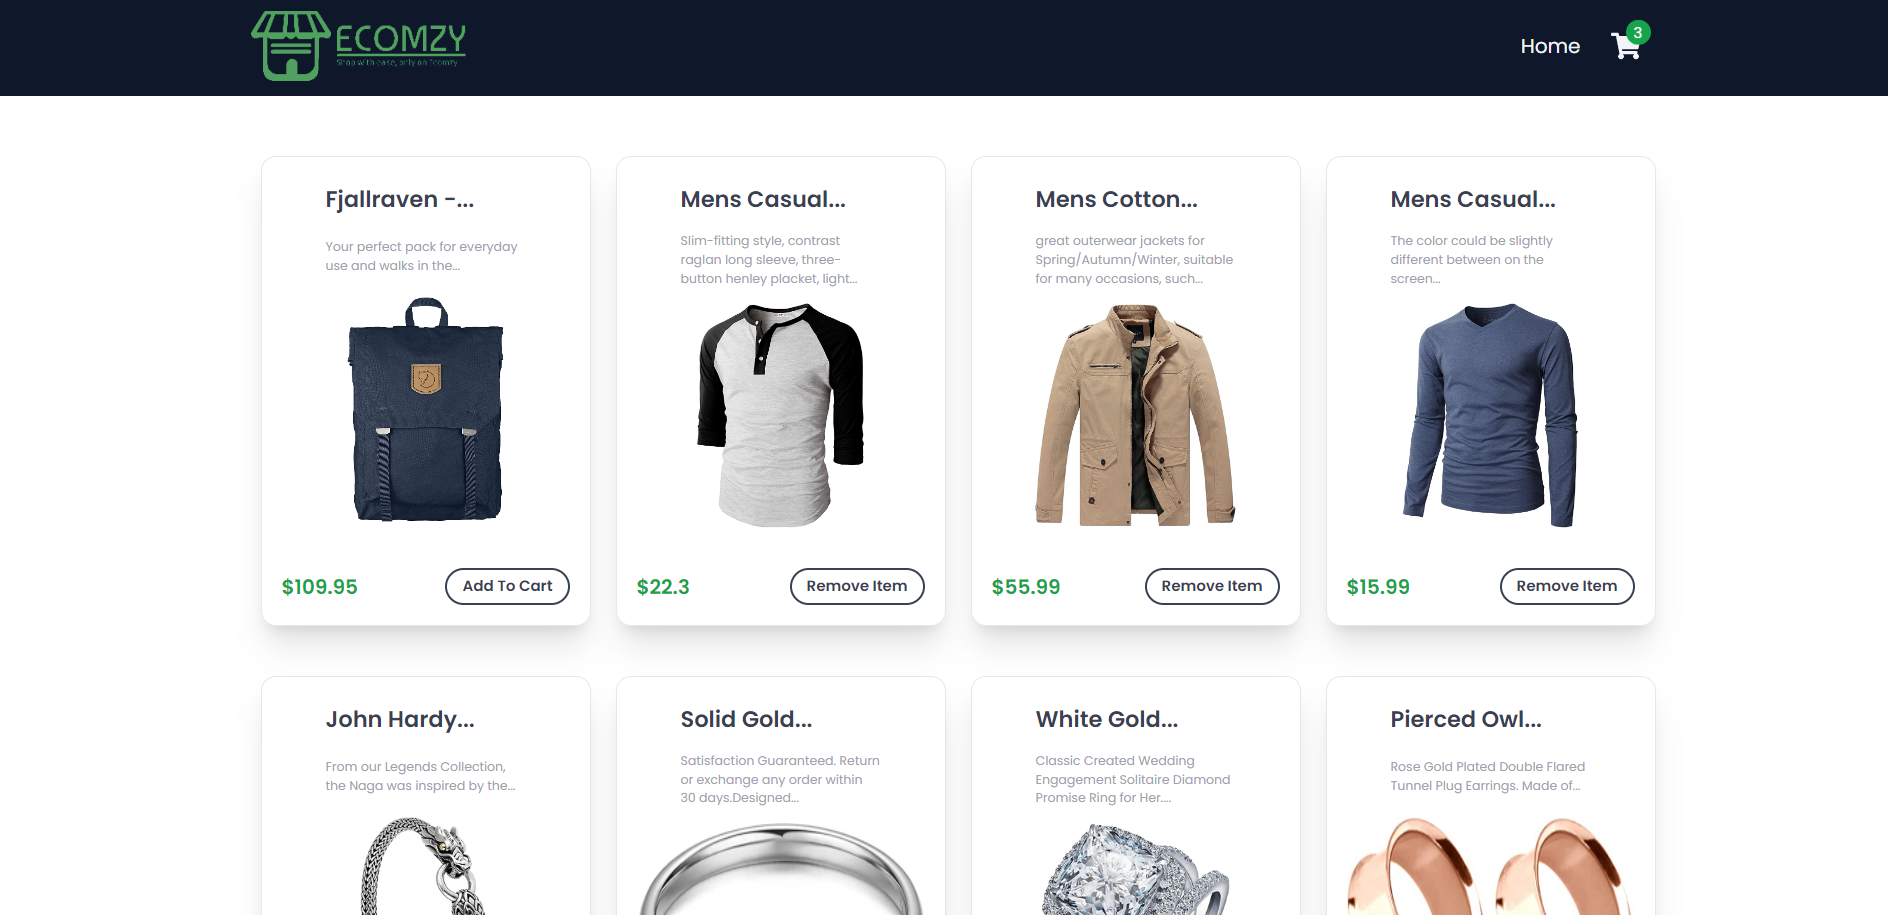 ECOMZY
Shop with ease, only on Ecomzy
Home
3
Fjallraven -...
Your perfect pack for everyday
use and walks in the...
$109.95
Add To Cart
Mens Casual...
Slim-fitting style, contrast
raglan long sleeve, three-
button henley placket, light...
$22.3
Remove Item
Mens Cotton...
great outerwear jackets for
Spring/Autumn/Winter, suitable
for many occasions, such...
$55.99
Remove Item
Mens Casual...
The color could be slightly
different between on the
screen...
$15.99
Remove Item
John Hardy...
From our Legends Collection,
the Naga was inspired by the...
Solid Gold...
Satisfaction Guaranteed. Return
or exchange any order within
30 days.Designed...
White Gold...
Classic Created Wedding
Engagement Solitaire Diamond
Promise Ring for Her....
Pierced Owl...
Rose Gold Plated Double Flared
Tunnel Plug Earrings. Made of...